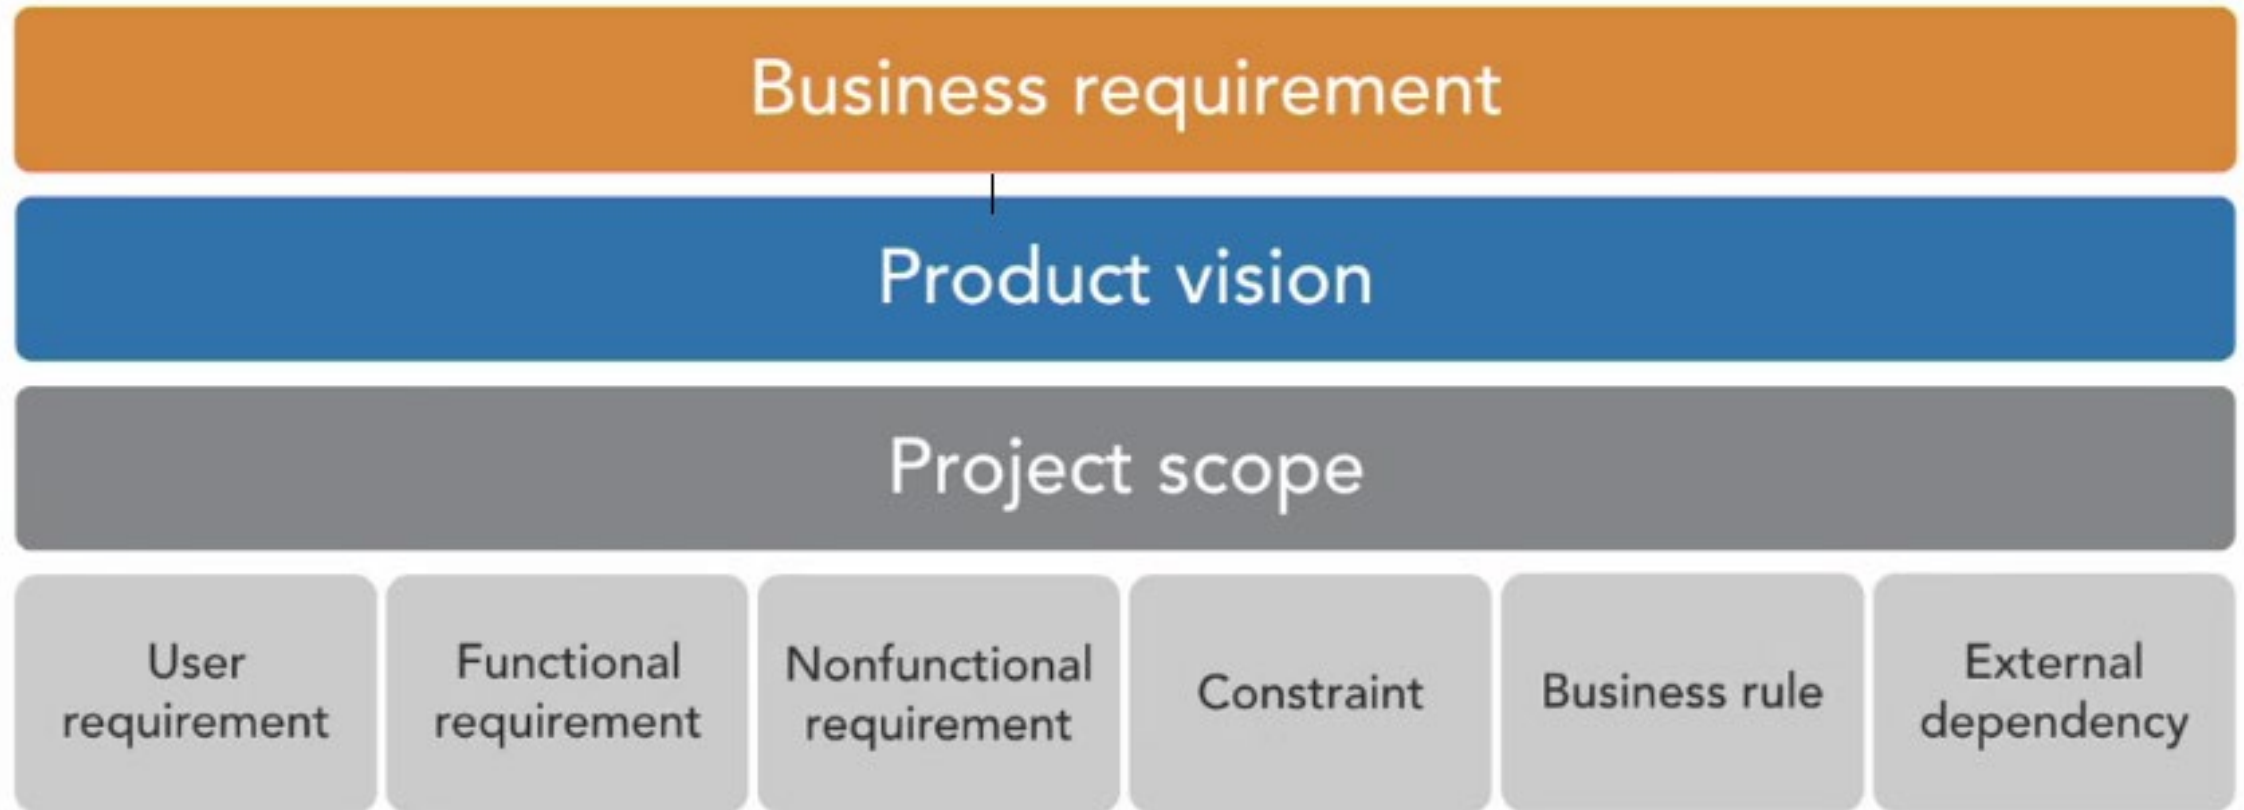 Business requirement
Product vision
Project scope
User
requirement
Functional
requirement
Nonfunctional
requirement
Constraint
Business rule
External
dependency